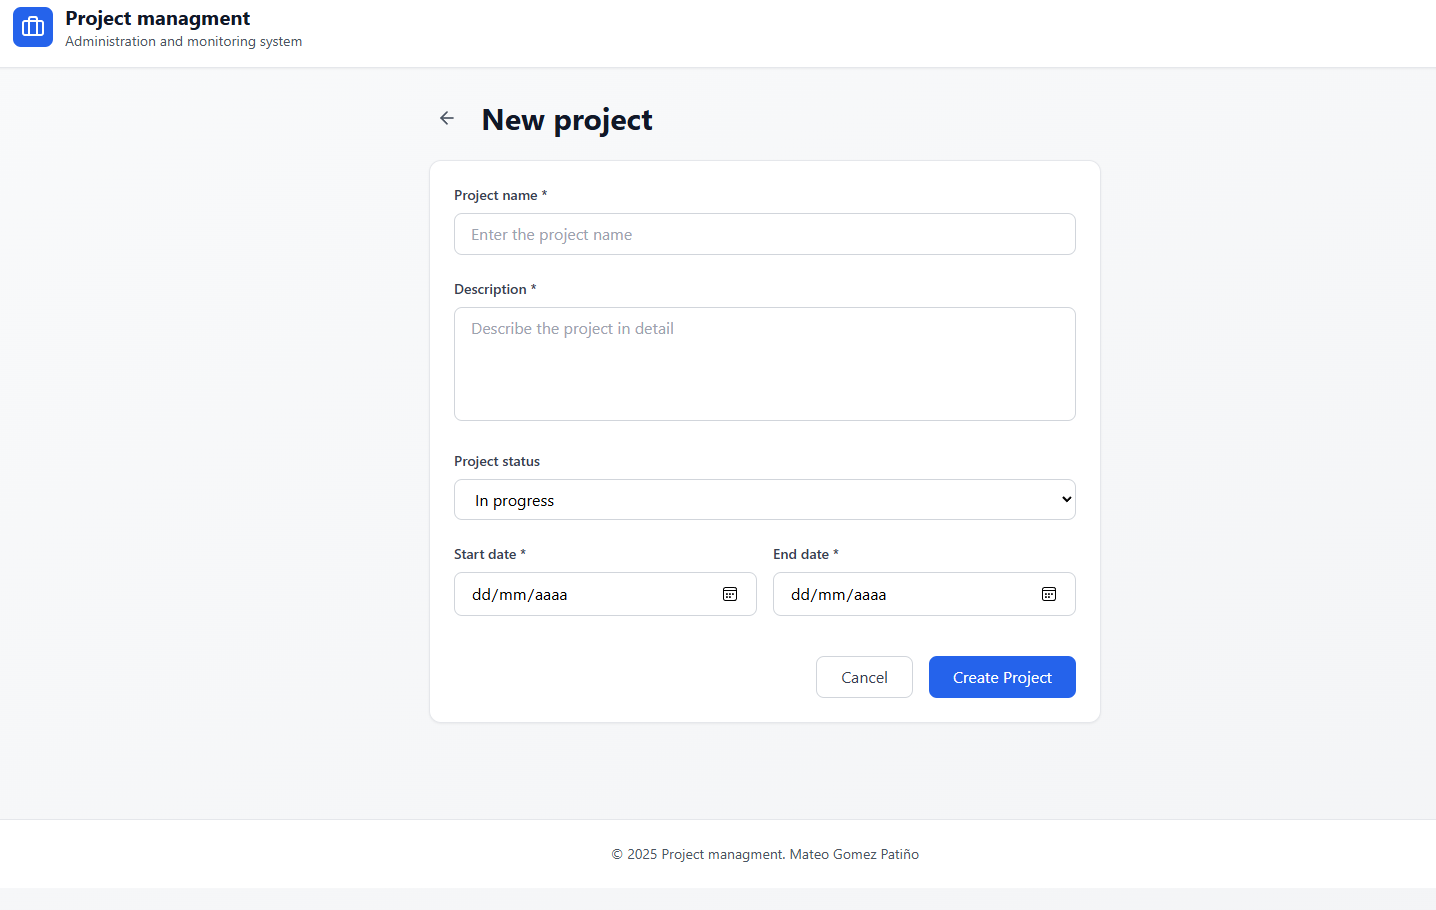 Project managment
Administration and monitoring system
New project
Project name *
Enter the project name
Description *
Describe the project in detail
Project status
In progress
Start date *
End date *
dd/mm/aaaa
dd/mm/aaaa
Cancel
Create Project
© 2025 Project managment. Mateo Gomez Patiño